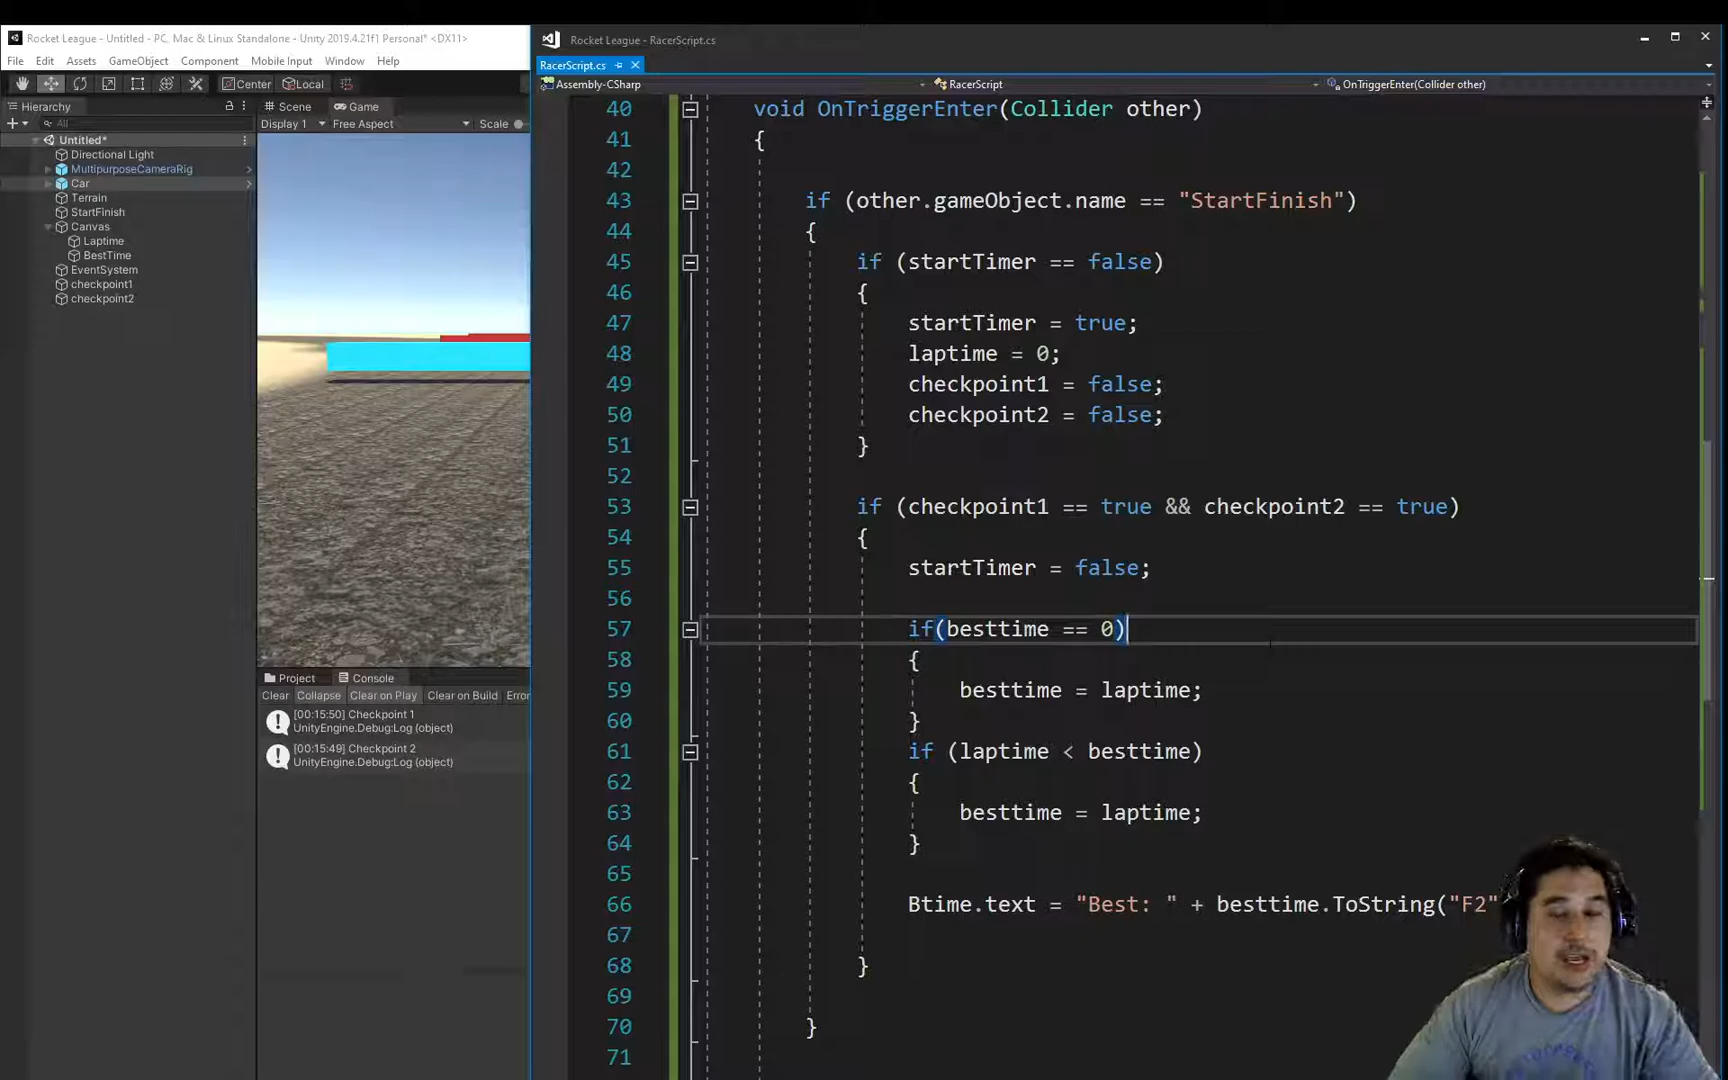 Rocket League - Untitled - PC, Mac & Linux Standalone - Unity 2019.4.21f1 Personal* <DX11>
File Edit Assets GameObject Component Mobile Input Window Help
Center Local
Hierarchy
All
Untitled*
Directional Light
MultipurposeCameraRig
Car
Terrain
StartFinish
Canvas
Laptime
BestTime
EventSystem
checkpoint1
checkpoint2
Scene Game
Display 1 Free Aspect Scale
Project Console
Clear Collapse Clear on Play Clear on Build Error
[00:15:50] Checkpoint 1
UnityEngine.Debug:Log (object)
[00:15:49] Checkpoint 2
UnityEngine.Debug:Log (object)
Rocket League - RacerScript.cs
RacerScript.cs
Assembly-CSharp RacerScript OnTriggerEnter(Collider other)
40 void OnTriggerEnter(Collider other)
41 {
42
43 if (other.gameObject.name == "StartFinish")
44 {
45 if (startTimer == false)
46 {
47 startTimer = true;
48 laptime = 0;
49 checkpoint1 = false;
50 checkpoint2 = false;
51 }
52
53 if (checkpoint1 == true && checkpoint2 == true)
54 {
55 startTimer = false;
56
57 if(besttime == 0)
58 {
59 besttime = laptime;
60 }
61 if (laptime < besttime)
62 {
63 besttime = laptime;
64 }
65
66 Btime.text = "Best: " + besttime.ToString("F2"
67
68 }
69
70 }
71